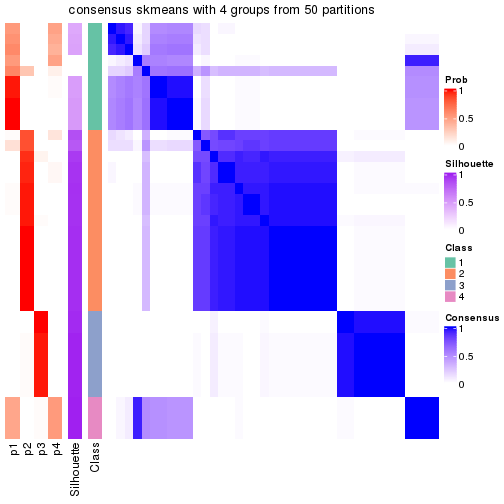 consensus skmeans with 4 groups from 50 partitions
Prob
1
0.5
0
Silhouette
1
0.5
0
Class
1
2
3
4
Consensus
1
0.5
0
p1
p2
p3
p4
Silhouette
Class